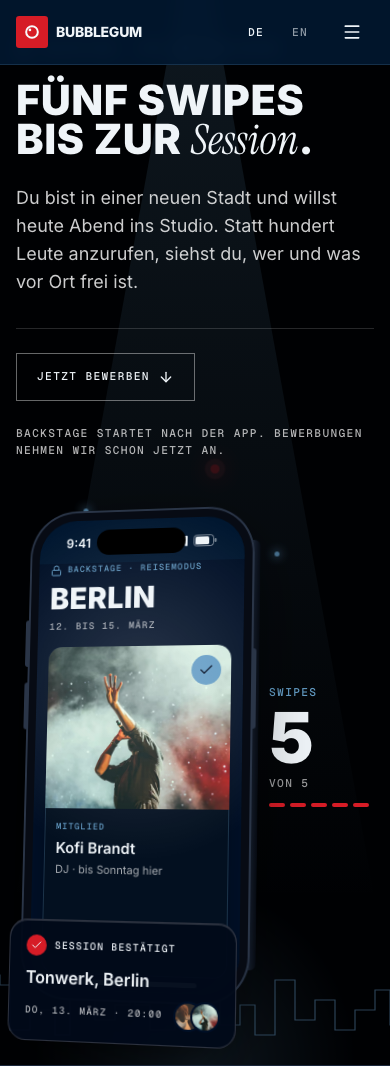 BUBBLEGUM
DE EN
FÜNF SWIPES
BIS ZUR Session.
Du bist in einer neuen Stadt und willst
heute Abend ins Studio. Statt hundert
Leute anzurufen, siehst du, wer und was
vor Ort frei ist.
JETZT BEWERBEN ↓
BACKSTAGE STARTET NACH DER APP. BEWERBUNGEN
NEHMEN WIR SCHON JETZT AN.
9:41
BACKSTAGE · REISEMODUS
BERLIN
12. BIS 15. MÄRZ
MITGLIED
Kofi Brandt
DJ · bis Sonntag hier
SWIPES
5
VON 5
SESSION BESTÄTIGT
Tonwerk, Berlin
DO, 13. MÄRZ · 20:00